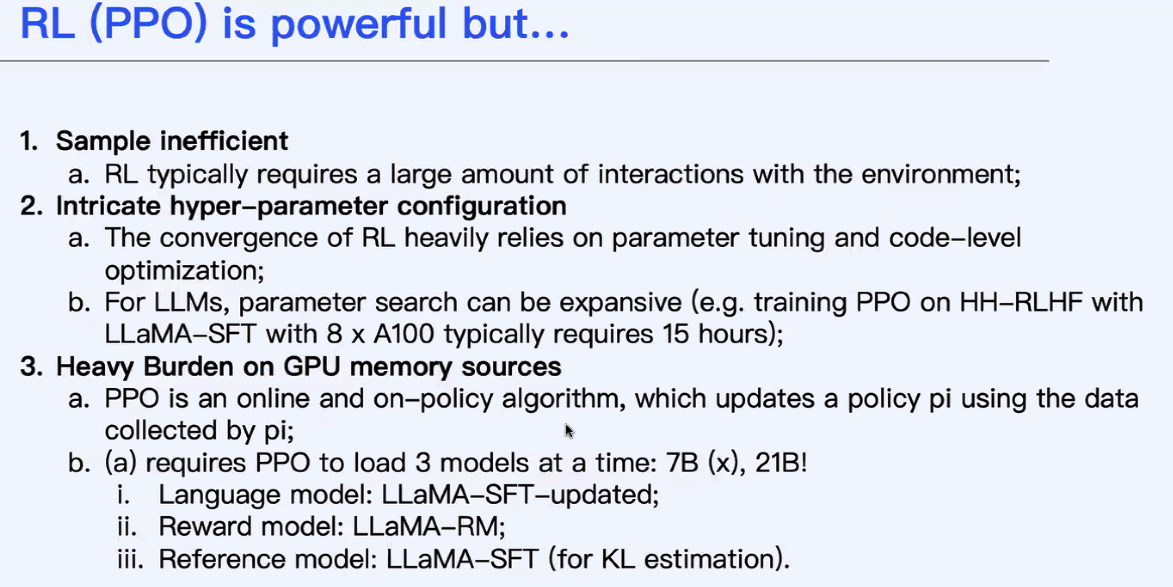 RL (PPO) is powerful but...
1. Sample inefficient
a. RL typically requires a large amount of interactions with the environment;
2. Intricate hyper-parameter configuration
a. The convergence of RL heavily relies on parameter tuning and code-level
optimization;
b. For LLMs, parameter search can be expansive (e.g. training PPO on HH-RLHF with
LLaMA-SFT with 8 x A100 typically requires 15 hours);
3. Heavy Burden on GPU memory sources
a. PPO is an online and on-policy algorithm, which updates a policy pi using the data
collected by pi;
b. (a) requires PPO to load 3 models at a time: 7B (x), 21B!
i. Language model: LLaMA-SFT-updated;
ii. Reward model: LLaMA-RM;
iii. Reference model: LLaMA-SFT (for KL estimation).